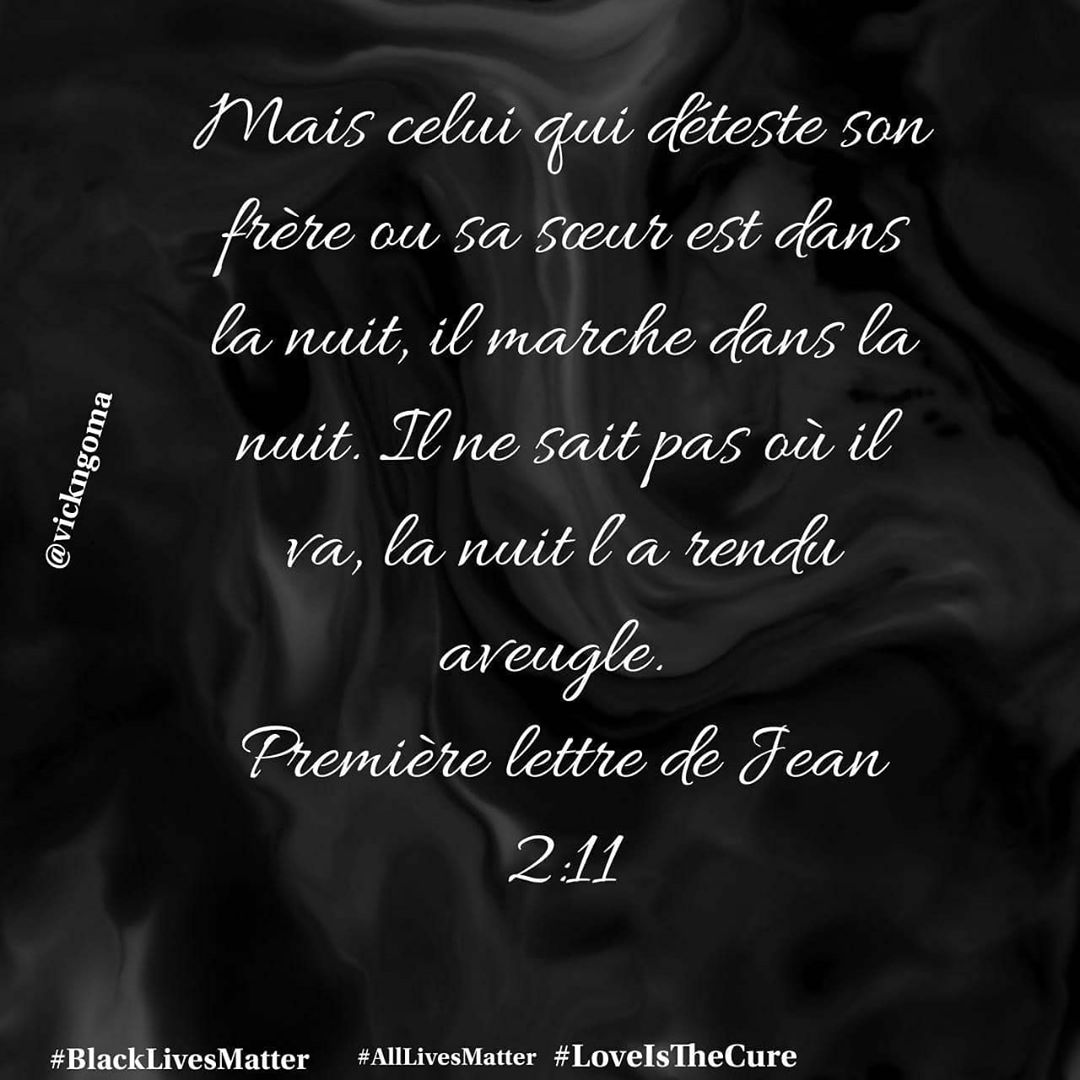 Mais celui qui déteste son
frère ou sa sœur est dans
la nuit, il marche dans la
nuit. Il ne sait pas où il
va, la nuit l'a rendu
aveugle.
Première lettre de Jean
2:11
@vickngoma
#BlackLivesMatter #AllLivesMatter #LoveIsTheCure